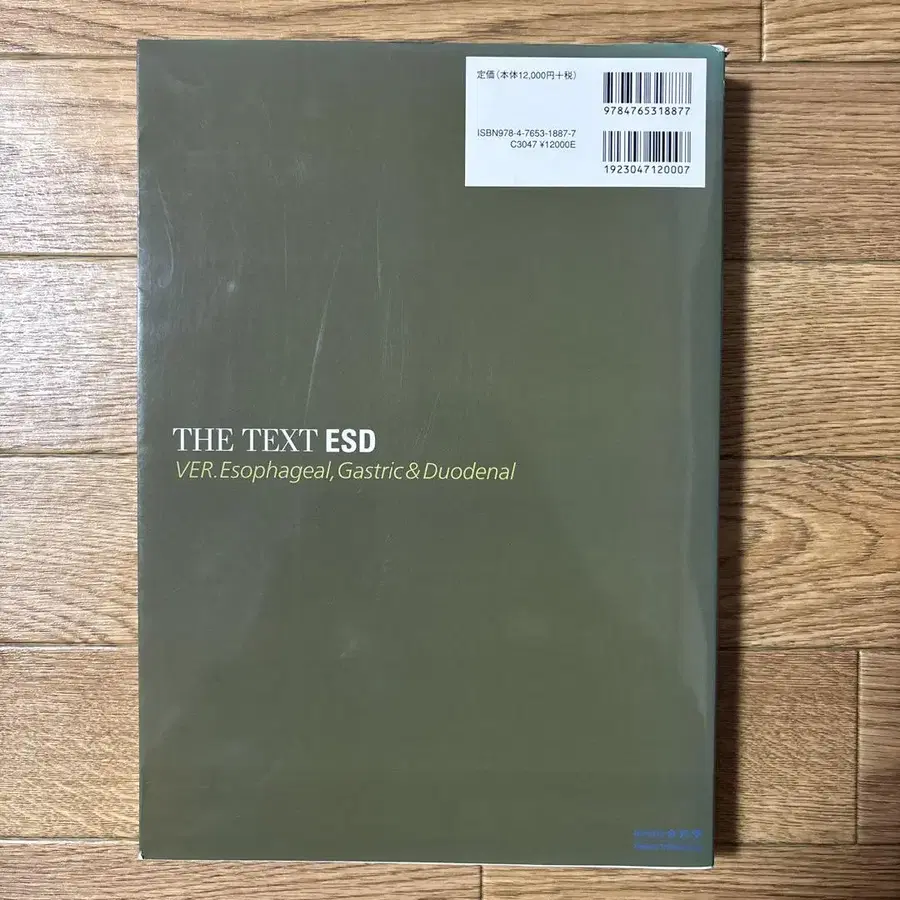 定価(本体12,000円+税)
9784765318877
ISBN978-4-7653-1887-7
C3047 ¥12000E
1923047120007
THE TEXT ESD
VER.Esophageal,Gastric&Duodenal